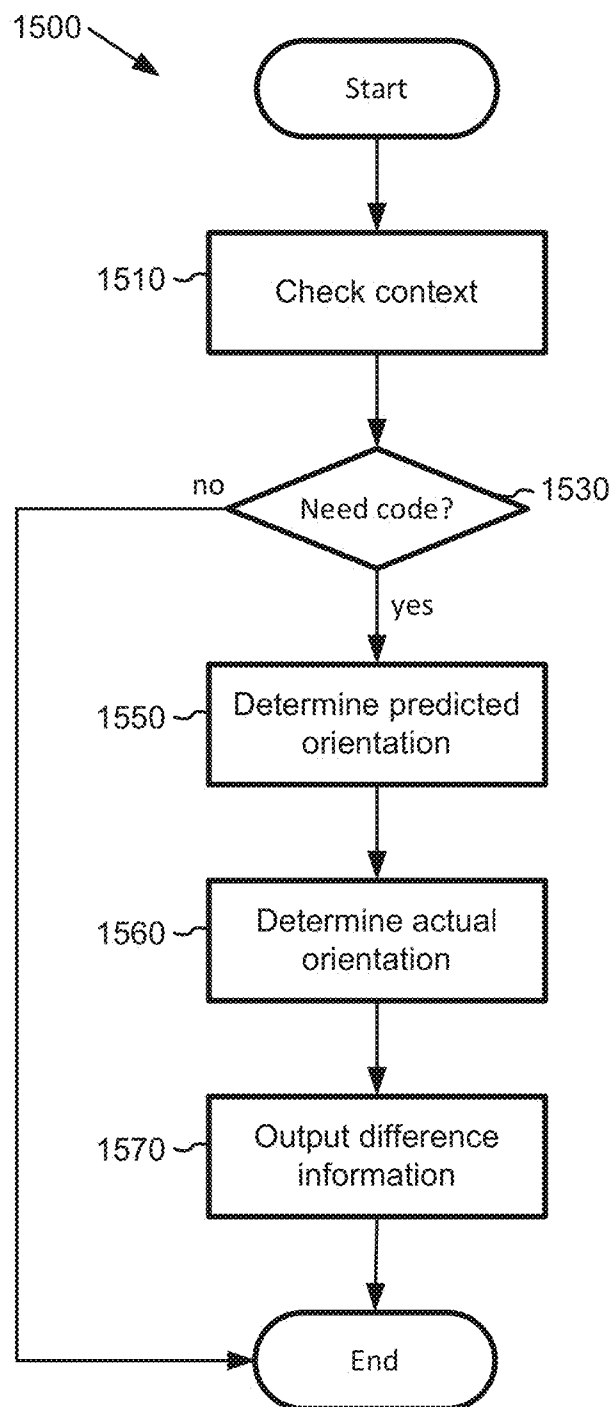 1500
Start
1510
Check context
no
Need code?
1530
yes
1550
Determine predicted
orientation
1560
Determine actual
orientation
1570
Output difference
information
End